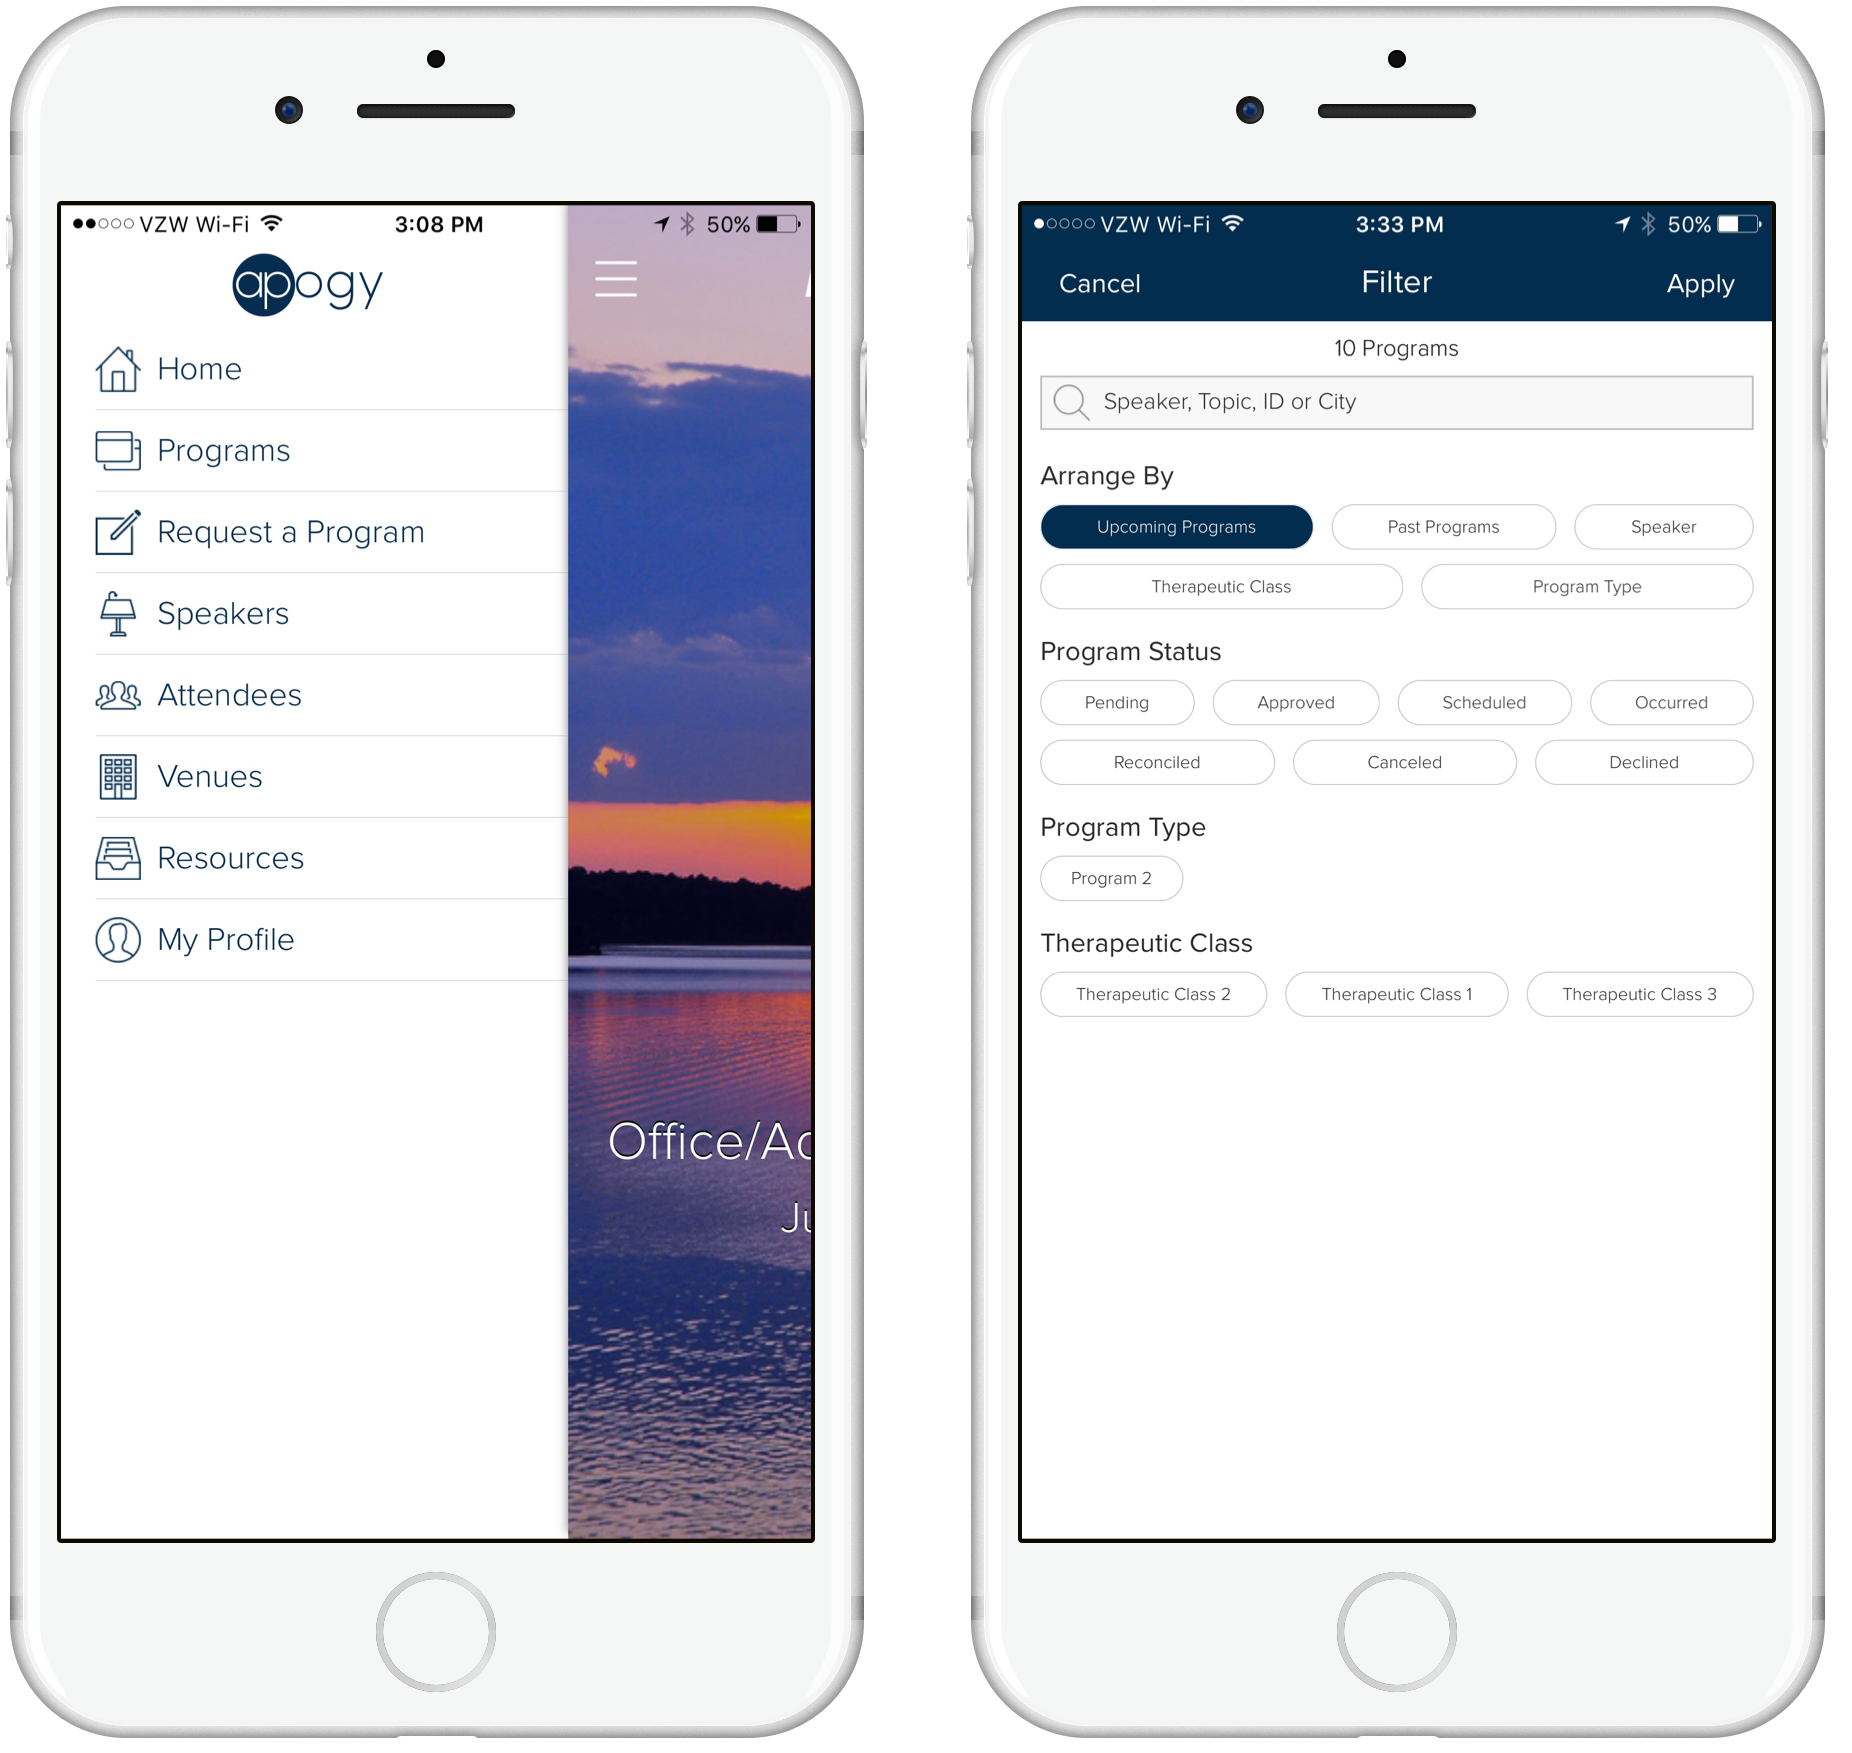 VZW Wi-Fi 3:08 PM 50%
apogy
Home
Programs
Request a Program
Speakers
Attendees
Venues
Resources
My Profile
Office/Ac
Ju
VZW Wi-Fi 3:33 PM 50%
Cancel Filter Apply
10 Programs
Speaker, Topic, ID or City
Arrange By
Upcoming Programs Past Programs Speaker
Therapeutic Class Program Type
Program Status
Pending Approved Scheduled Occurred
Reconciled Canceled Declined
Program Type
Program 2
Therapeutic Class
Therapeutic Class 2 Therapeutic Class 1 Therapeutic Class 3